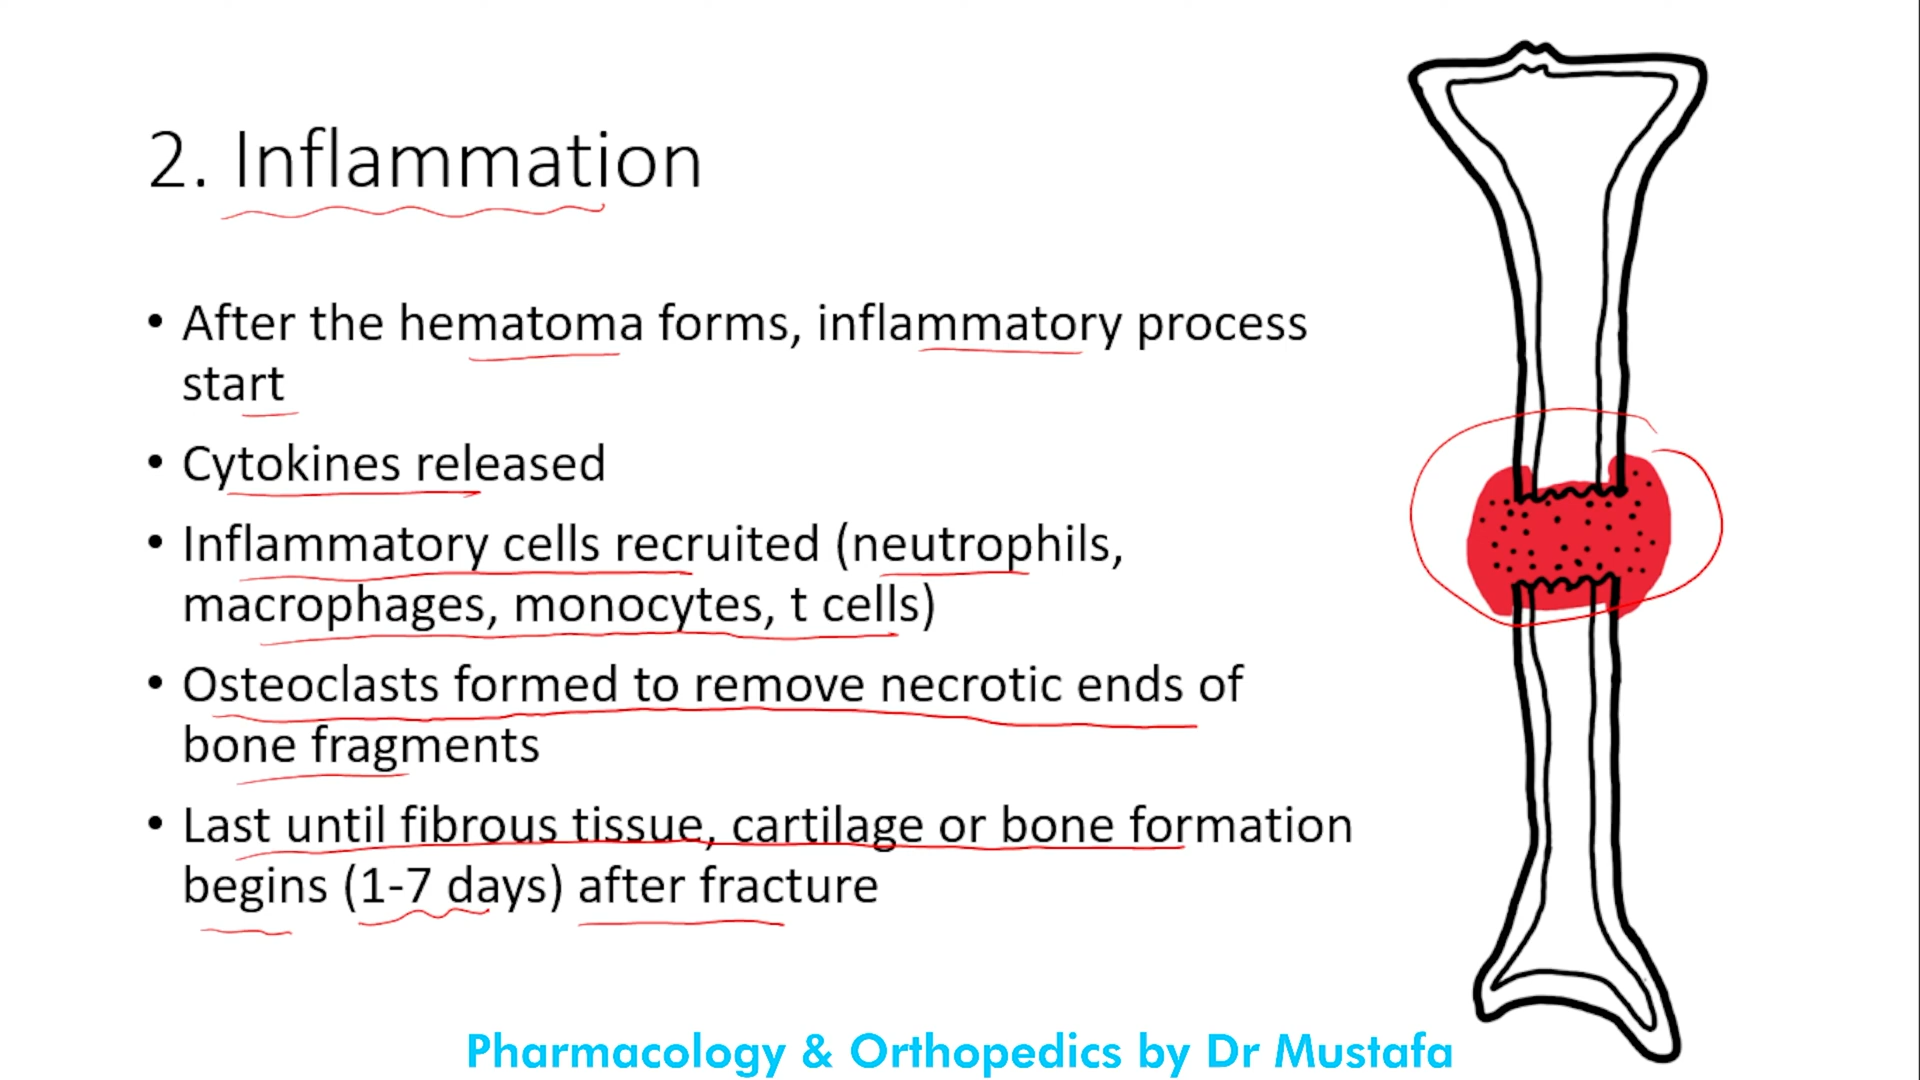 2. Inflammation
• After the hematoma forms, inflammatory process
start
• Cytokines released
• Inflammatory cells recruited (neutrophils,
macrophages, monocytes, t cells)
• Osteoclasts formed to remove necrotic ends of
bone fragments
• Last until fibrous tissue, cartilage or bone formation
begins (1-7 days) after fracture
Pharmacology & Orthopedics by Dr Mustafa